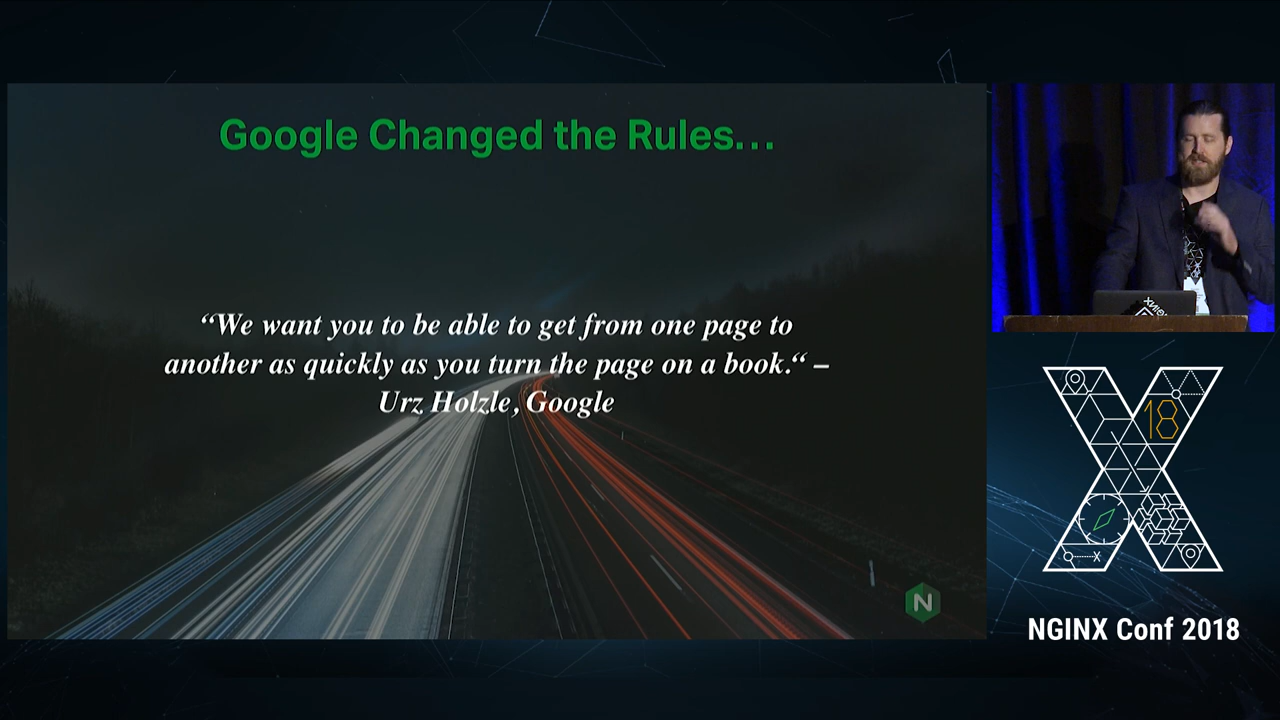 Google Changed the Rules...
“We want you to be able to get from one page to
another as quickly as you turn the page on a book.“ –
Urz Holzle, Google
N
NGINX
18
X
NGINX Conf 2018